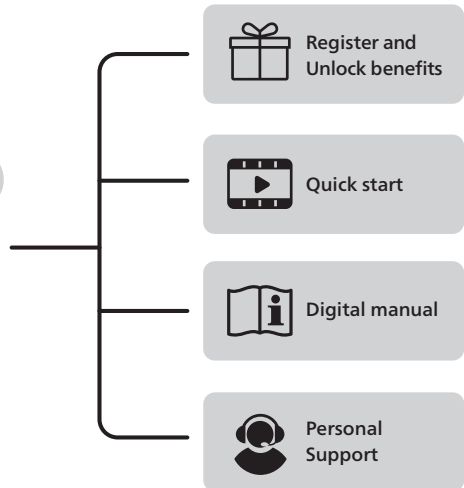 Register and
Unlock benefits
Quick start
Digital manual
Personal
Support